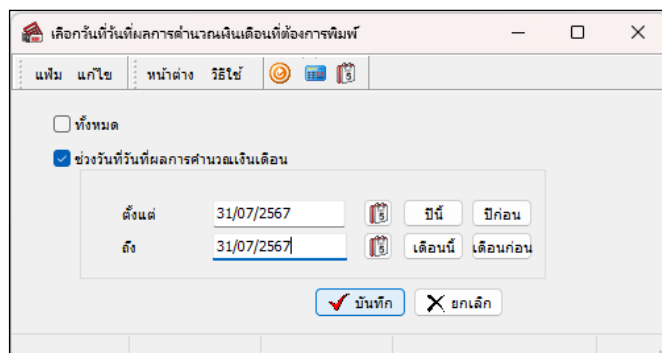 เลือกวันที่วันที่ผลการคำนวณเงินเดือนที่ต้องการพิมพ์
แฟ้ม แก้ไข หน้าต่าง วิธีใช้
ทั้งหมด
ช่วงวันที่วันที่ผลการคำนวณเงินเดือน
ตั้งแต่ 31/07/2567 5 ปีนี้ ปีก่อน
ถึง 31/07/2567 5 เดือนนี้ เดือนก่อน
บันทึก ยกเลิก